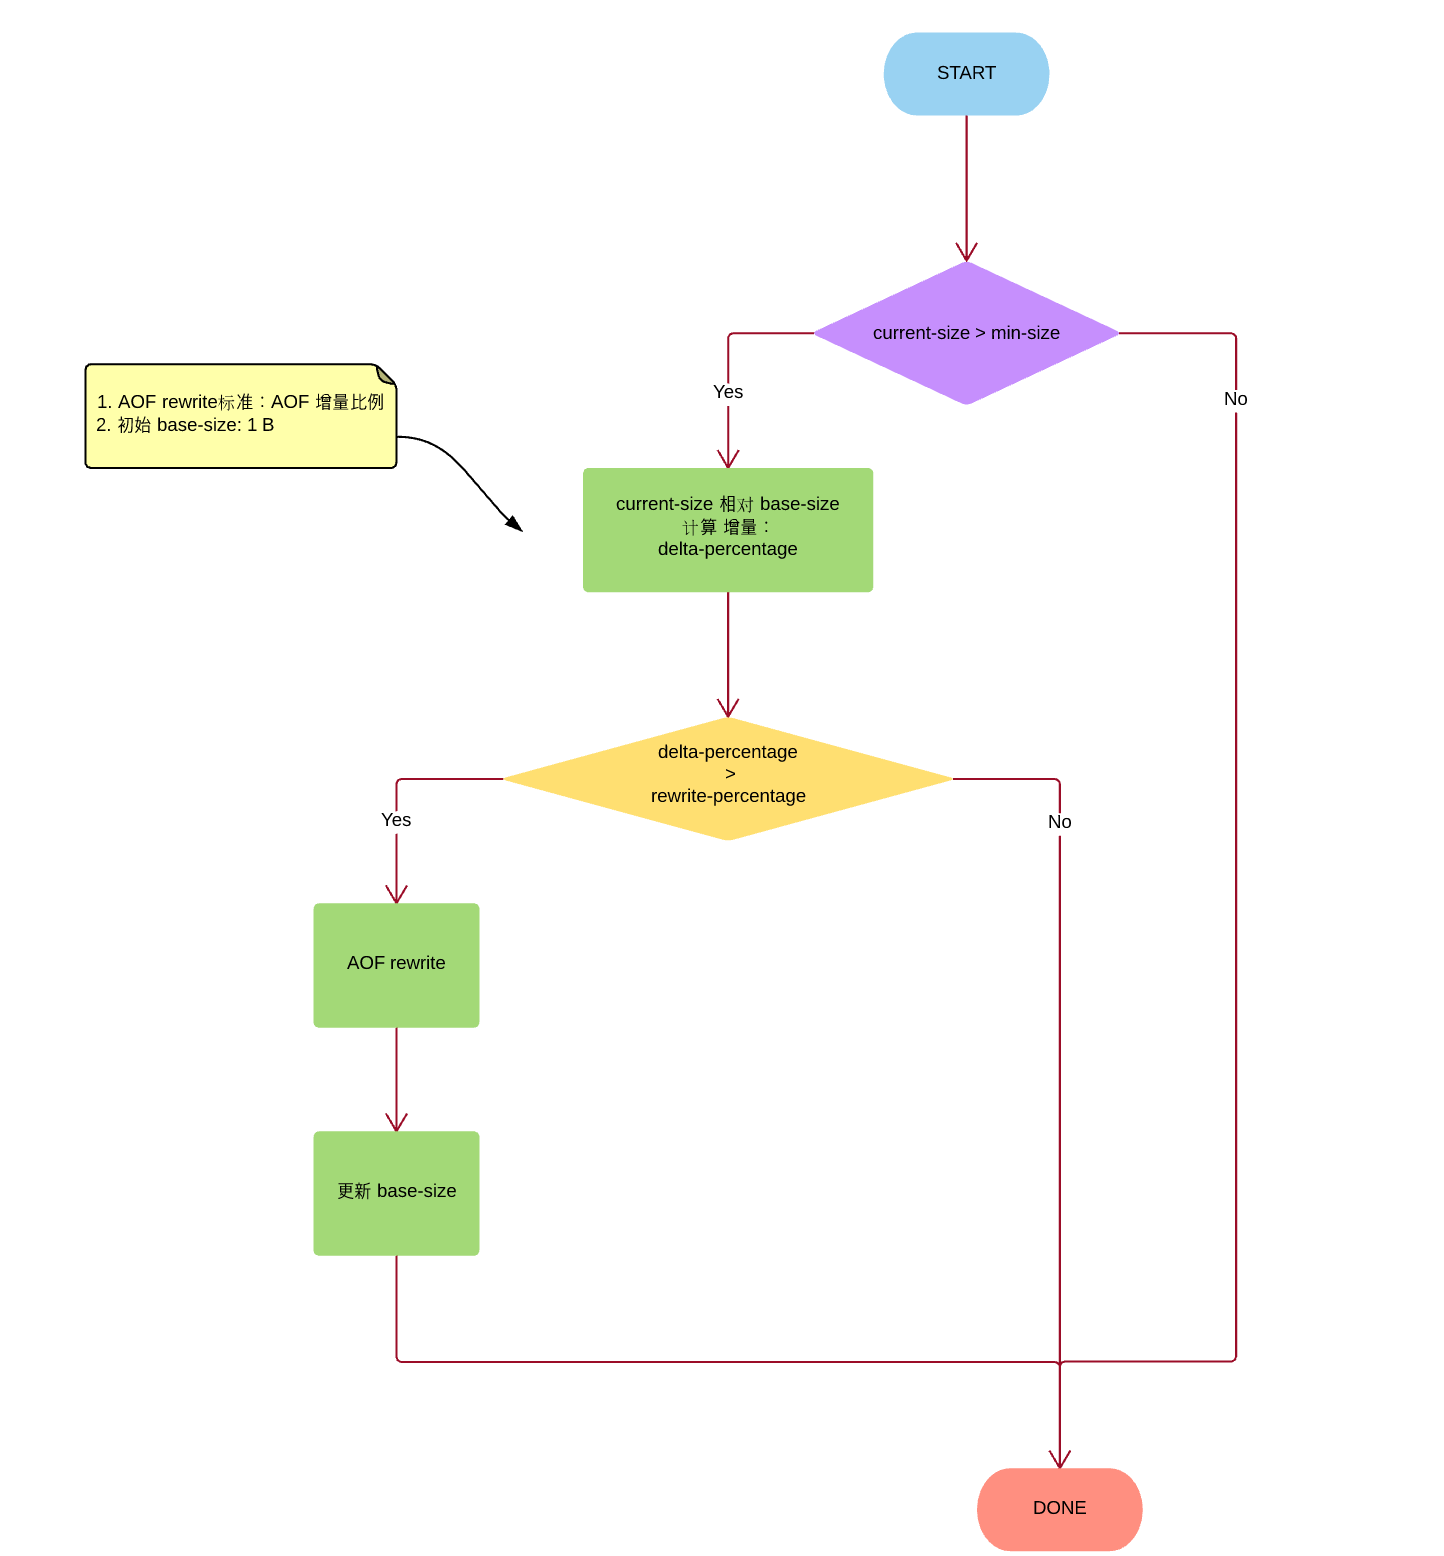 START
current-size > min-size
Yes
No
1. AOF rewrite标准：AOF 增量比例
2. 初始 base-size: 1 B
current-size 相对 base-size
计算 增量：
delta-percentage
delta-percentage
>
rewrite-percentage
Yes
No
AOF rewrite
更新 base-size
DONE